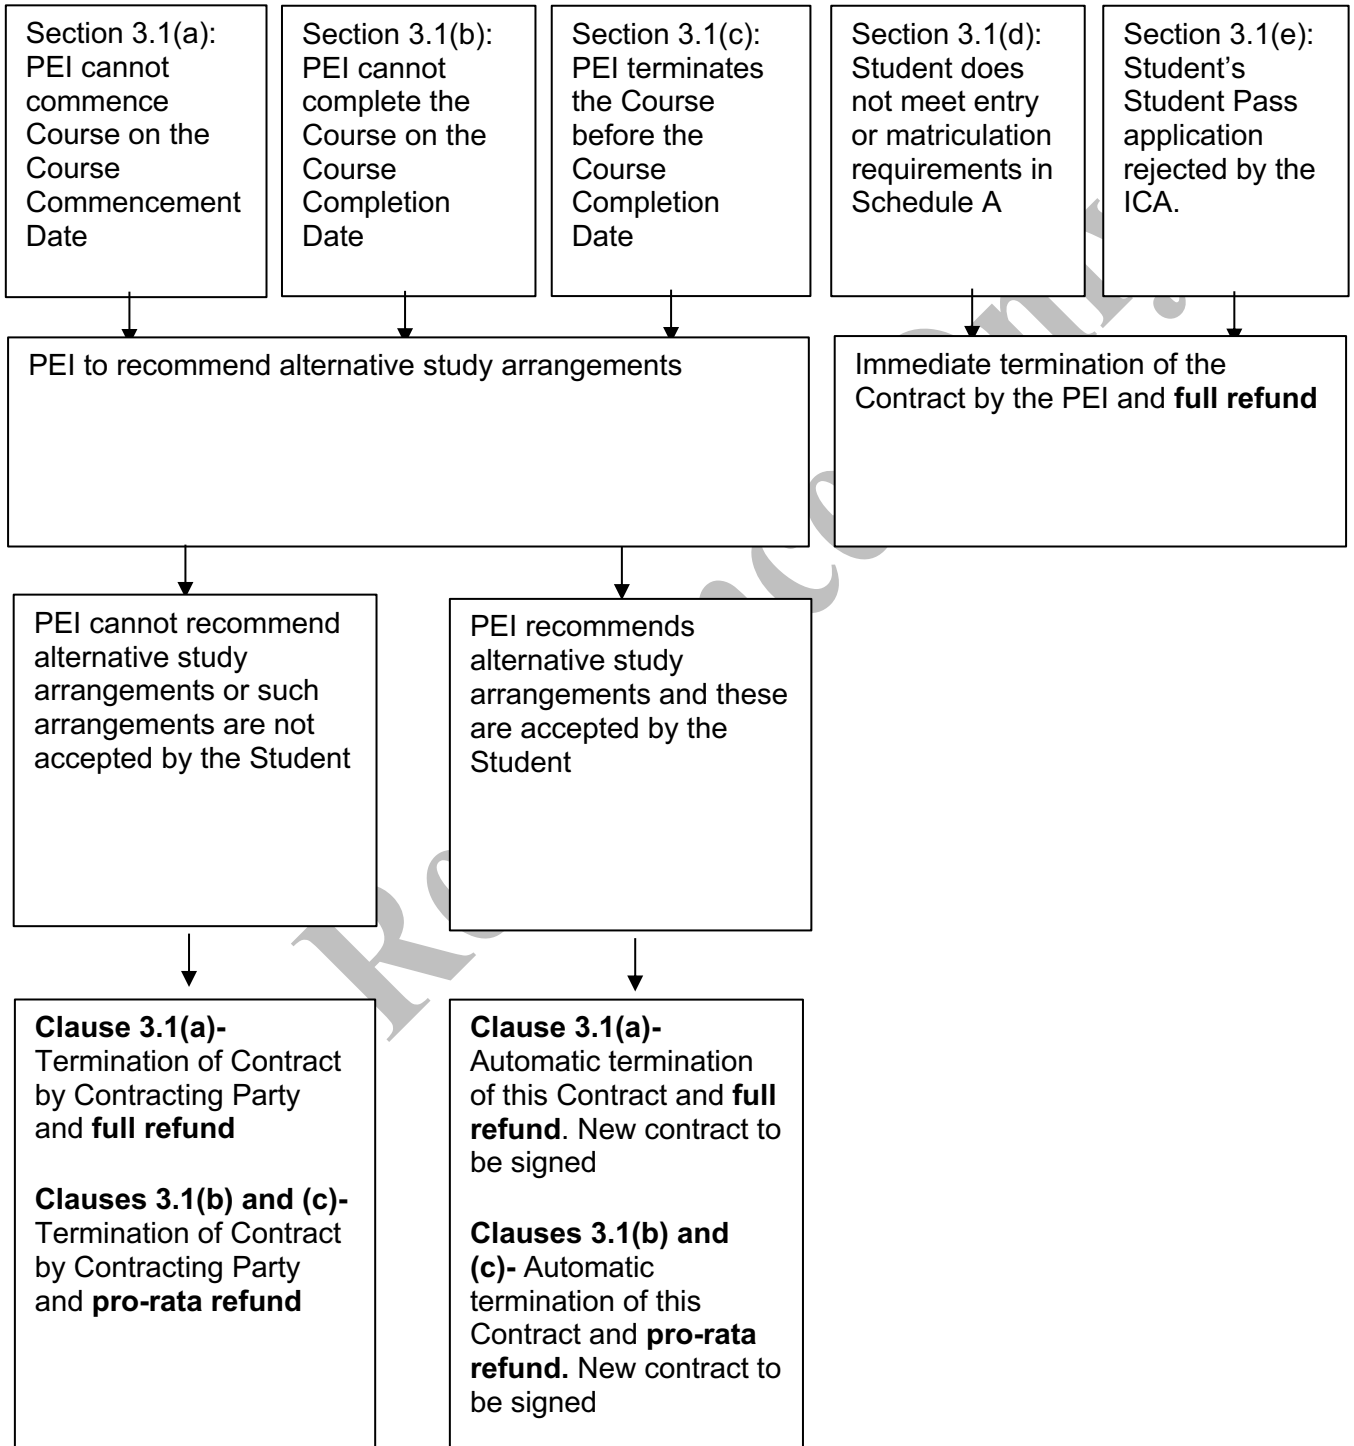 Section 3.1(a):
PEI cannot
commence
Course on the
Course
Commencement
Date
Section 3.1(b):
PEI cannot
complete the
Course on the
Course
Completion
Date
Section 3.1(c):
PEI terminates
the Course
before the
Course
Completion
Date
Section 3.1(d):
Student does
not meet entry
or matriculation
requirements in
Schedule A
Section 3.1(e):
Student’s
Student Pass
application
rejected by the
ICA.
PEI to recommend alternative study arrangements
Immediate termination of the
Contract by the PEI and full refund
PEI cannot recommend
alternative study
arrangements or such
arrangements are not
accepted by the Student
PEI recommends
alternative study
arrangements and these
are accepted by the
Student
Clause 3.1(a)-
Termination of Contract
by Contracting Party
and full refund
Clauses 3.1(b) and (c)-
Termination of Contract
by Contracting Party
and pro-rata refund
Clause 3.1(a)-
Automatic termination
of this Contract and full
refund. New contract to
be signed
Clauses 3.1(b) and
(c)- Automatic
termination of this
Contract and pro-rata
refund. New contract to
be signed